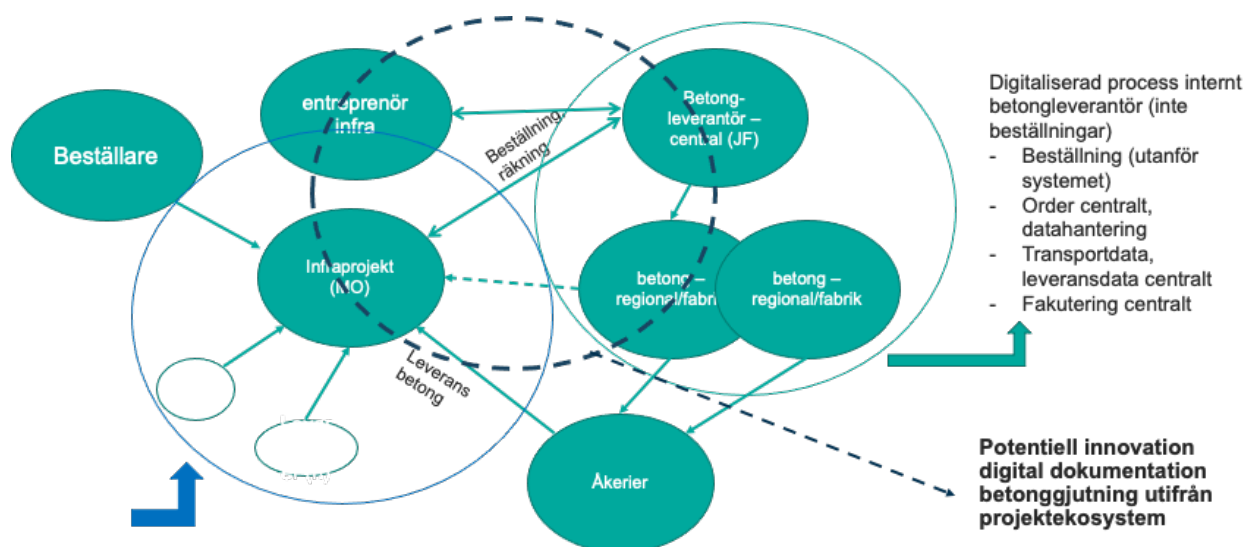 entreprenör
infra
Betong-
leverantör –
central (JF)
Beställare
Beställning,
räkning
Infraprojekt
(MO)
betong –
regional/fabrik
betong –
regional/fabrik
Leverans
betong
Åkerier
Digitaliserad process internt
betongleverantör (inte
beställningar)
- Beställning (utanför
systemet)
- Order centralt,
datahantering
- Transportdata,
leveransdata centralt
- Fakutering centralt
Potentiell innovation
digital dokumentation
betonggjutning utifrån
projektekosystem